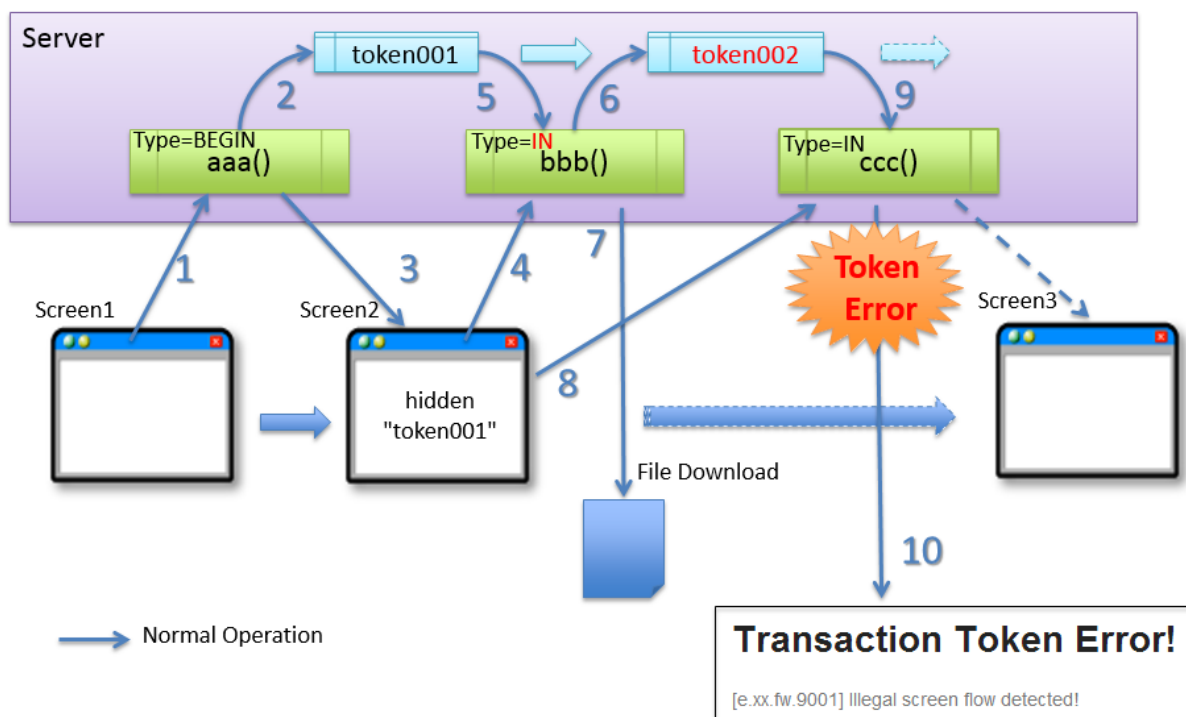 Server
token001
token002
2
5
6
9
Type=BEGIN
aaa()
Type=IN
bbb()
Type=IN
ccc()
1
3
4
7
8
Token
Error
Screen1
Screen2
Screen3
hidden
"token001"
File Download
10
Normal Operation
Transaction Token Error!
[e.xx.fw.9001] Illegal screen flow detected!